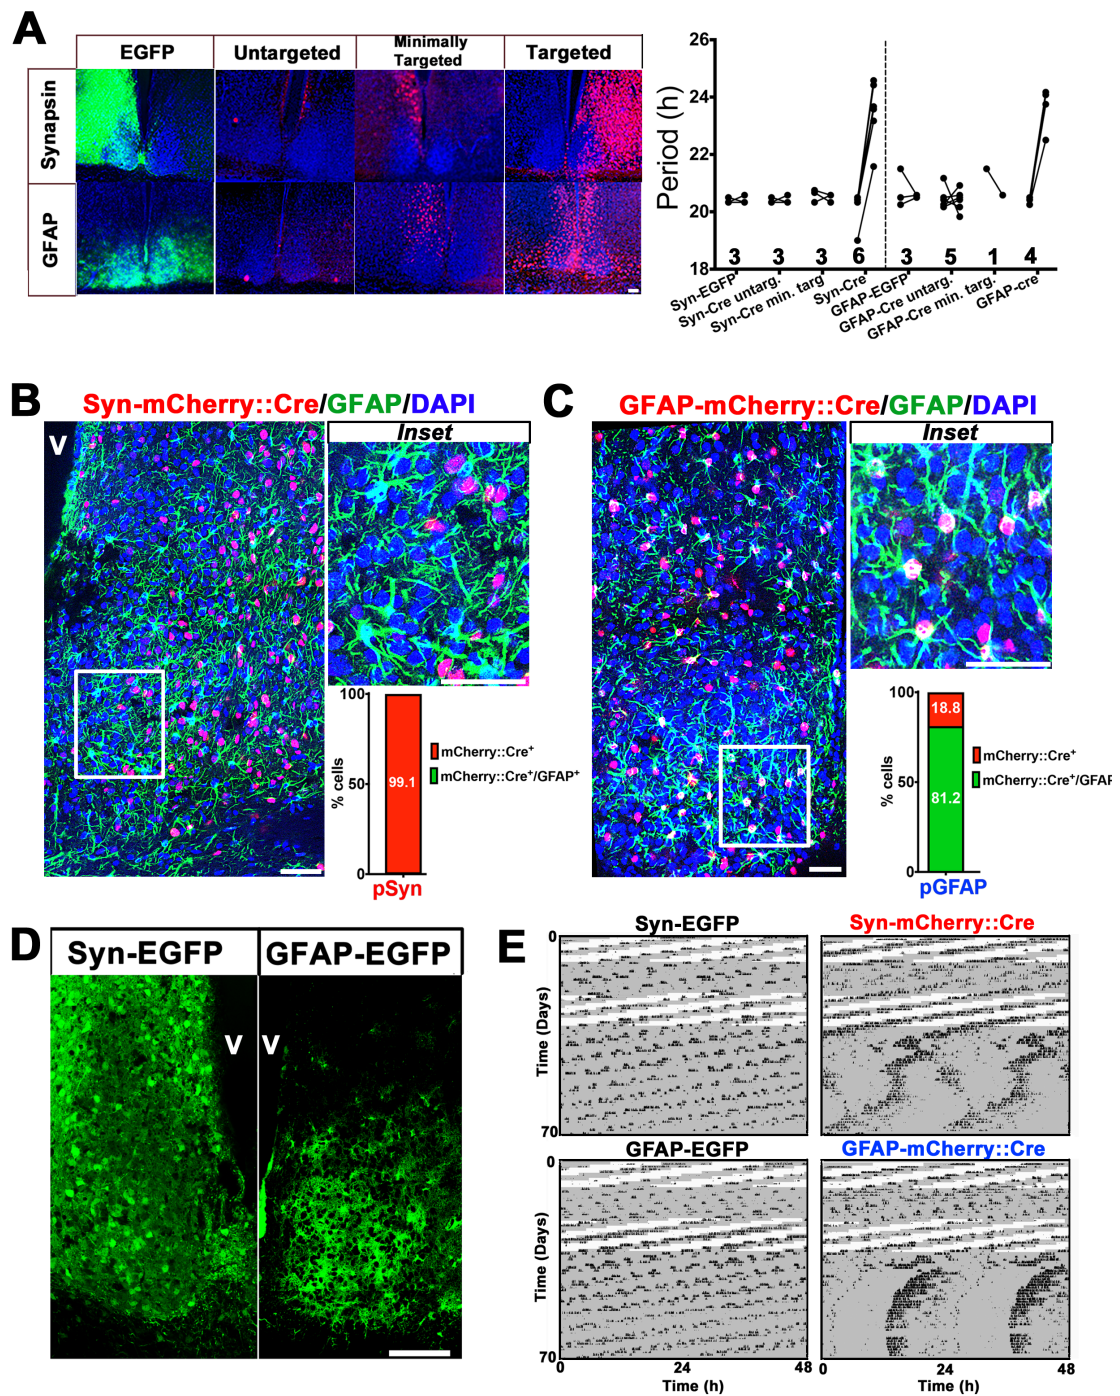 A
EGFP
Untargeted
Minimally
Targeted
Targeted
Synapsin
GFAP
Period (h)
26
24
22
20
18
3
3
3
6
3
5
1
4
Syn-EGFP
Syn-Cre untarg.
Syn-Cre min. targ
Syn-Cre
GFAP-EGFP
GFAP-Cre untarg.
GFAP-Cre min. targ.
GFAP-cre
B
Syn-mCherry::Cre/GFAP/DAPI
V
Inset
% cells
100
50
0
99.1
mCherry::Cre+
mCherry::Cre+/GFAP+
pSyn
C
GFAP-mCherry::Cre/GFAP/DAPI
Inset
% cells
100
50
0
18.8
81.2
mCherry::Cre+
mCherry::Cre+/GFAP
pGFAP
D
Syn-EGFP
GFAP-EGFP
V
V
E
Syn-EGFP
Syn-mCherry::Cre
0
Time (Days)
70
GFAP-EGFP
GFAP-mCherry::Cre
0
Time (Days)
70
0
24
48
Time (h)
0
24
48
Time (h)